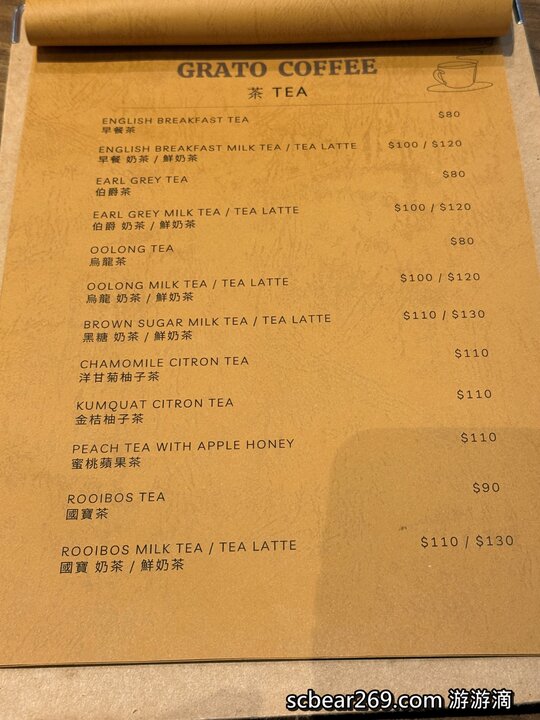 GRATO COFFEE
茶 TEA
ENGLISH BREAKFAST TEA $80
早餐茶
ENGLISH BREAKFAST MILK TEA / TEA LATTE $100 / $120
早餐 奶茶 / 鮮奶茶
EARL GREY TEA $80
伯爵茶
EARL GREY MILK TEA / TEA LATTE $100 / $120
伯爵 奶茶 / 鮮奶茶
OOLONG TEA $80
烏龍茶
OOLONG MILK TEA / TEA LATTE $100 / $120
烏龍 奶茶 / 鮮奶茶
BROWN SUGAR MILK TEA / TEA LATTE $110 / $130
黑糖 奶茶 / 鮮奶茶
CHAMOMILE CITRON TEA $110
洋甘菊柚子茶
KUMQUAT CITRON TEA $110
金桔柚子茶
PEACH TEA WITH APPLE HONEY $110
蜜桃蘋果茶
ROOIBOS TEA $90
國寶茶
ROOIBOS MILK TEA / TEA LATTE $110 / $130
國寶 奶茶 / 鮮奶茶
scbear269.com 游游滴